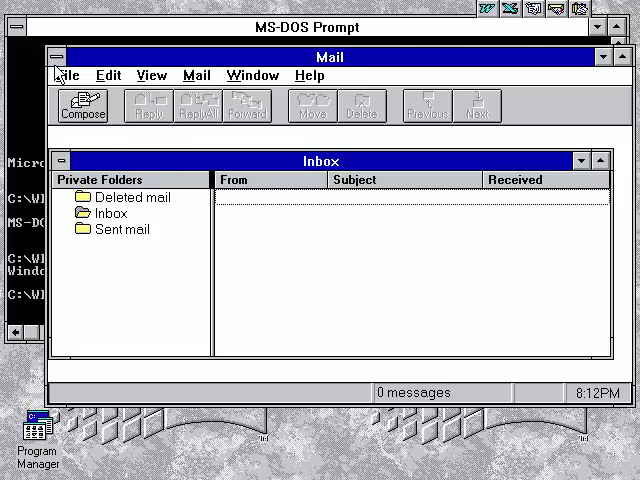 MS-DOS Prompt
Mail
File Edit View Mail Window Help
Compose Reply ReplyAll Forward Move Delete Previous Next
Inbox
Private Folders From Subject Received
Deleted mail
Inbox
Sent mail
Micro
C:\WI
MS-DO
C:\WI
Windo
C:\WI
0 messages 8:12PM
Program
Manager